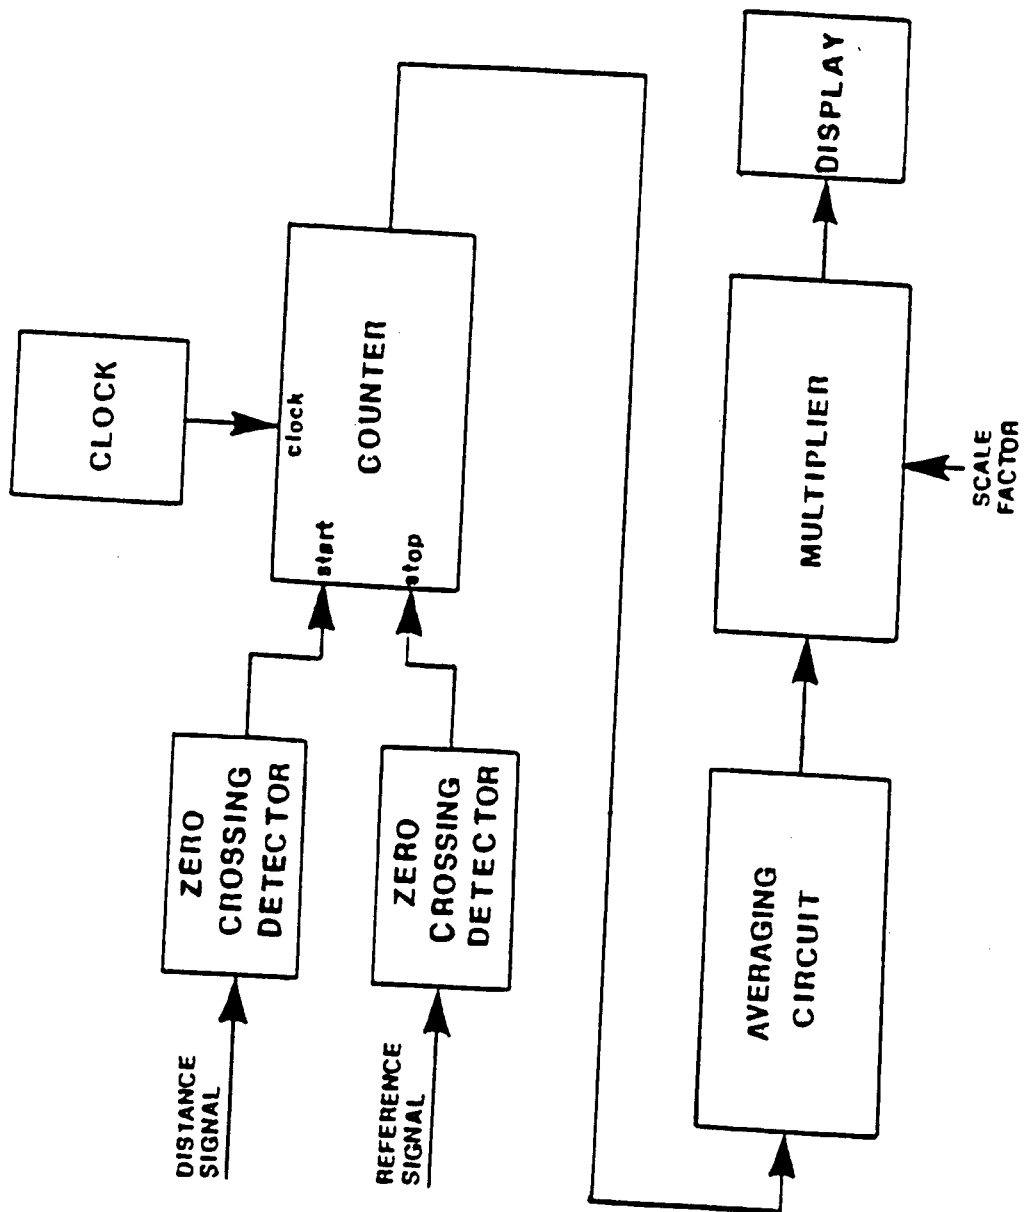 DISTANCE
SIGNAL
ZERO
CROSSING
DETECTOR
REFERENCE
SIGNAL
ZERO
CROSSING
DETECTOR
CLOCK
clock
start
stop
COUNTER
AVERAGING
CIRCUIT
MULTIPLIER
SCALE
FACTOR
DISPLAY